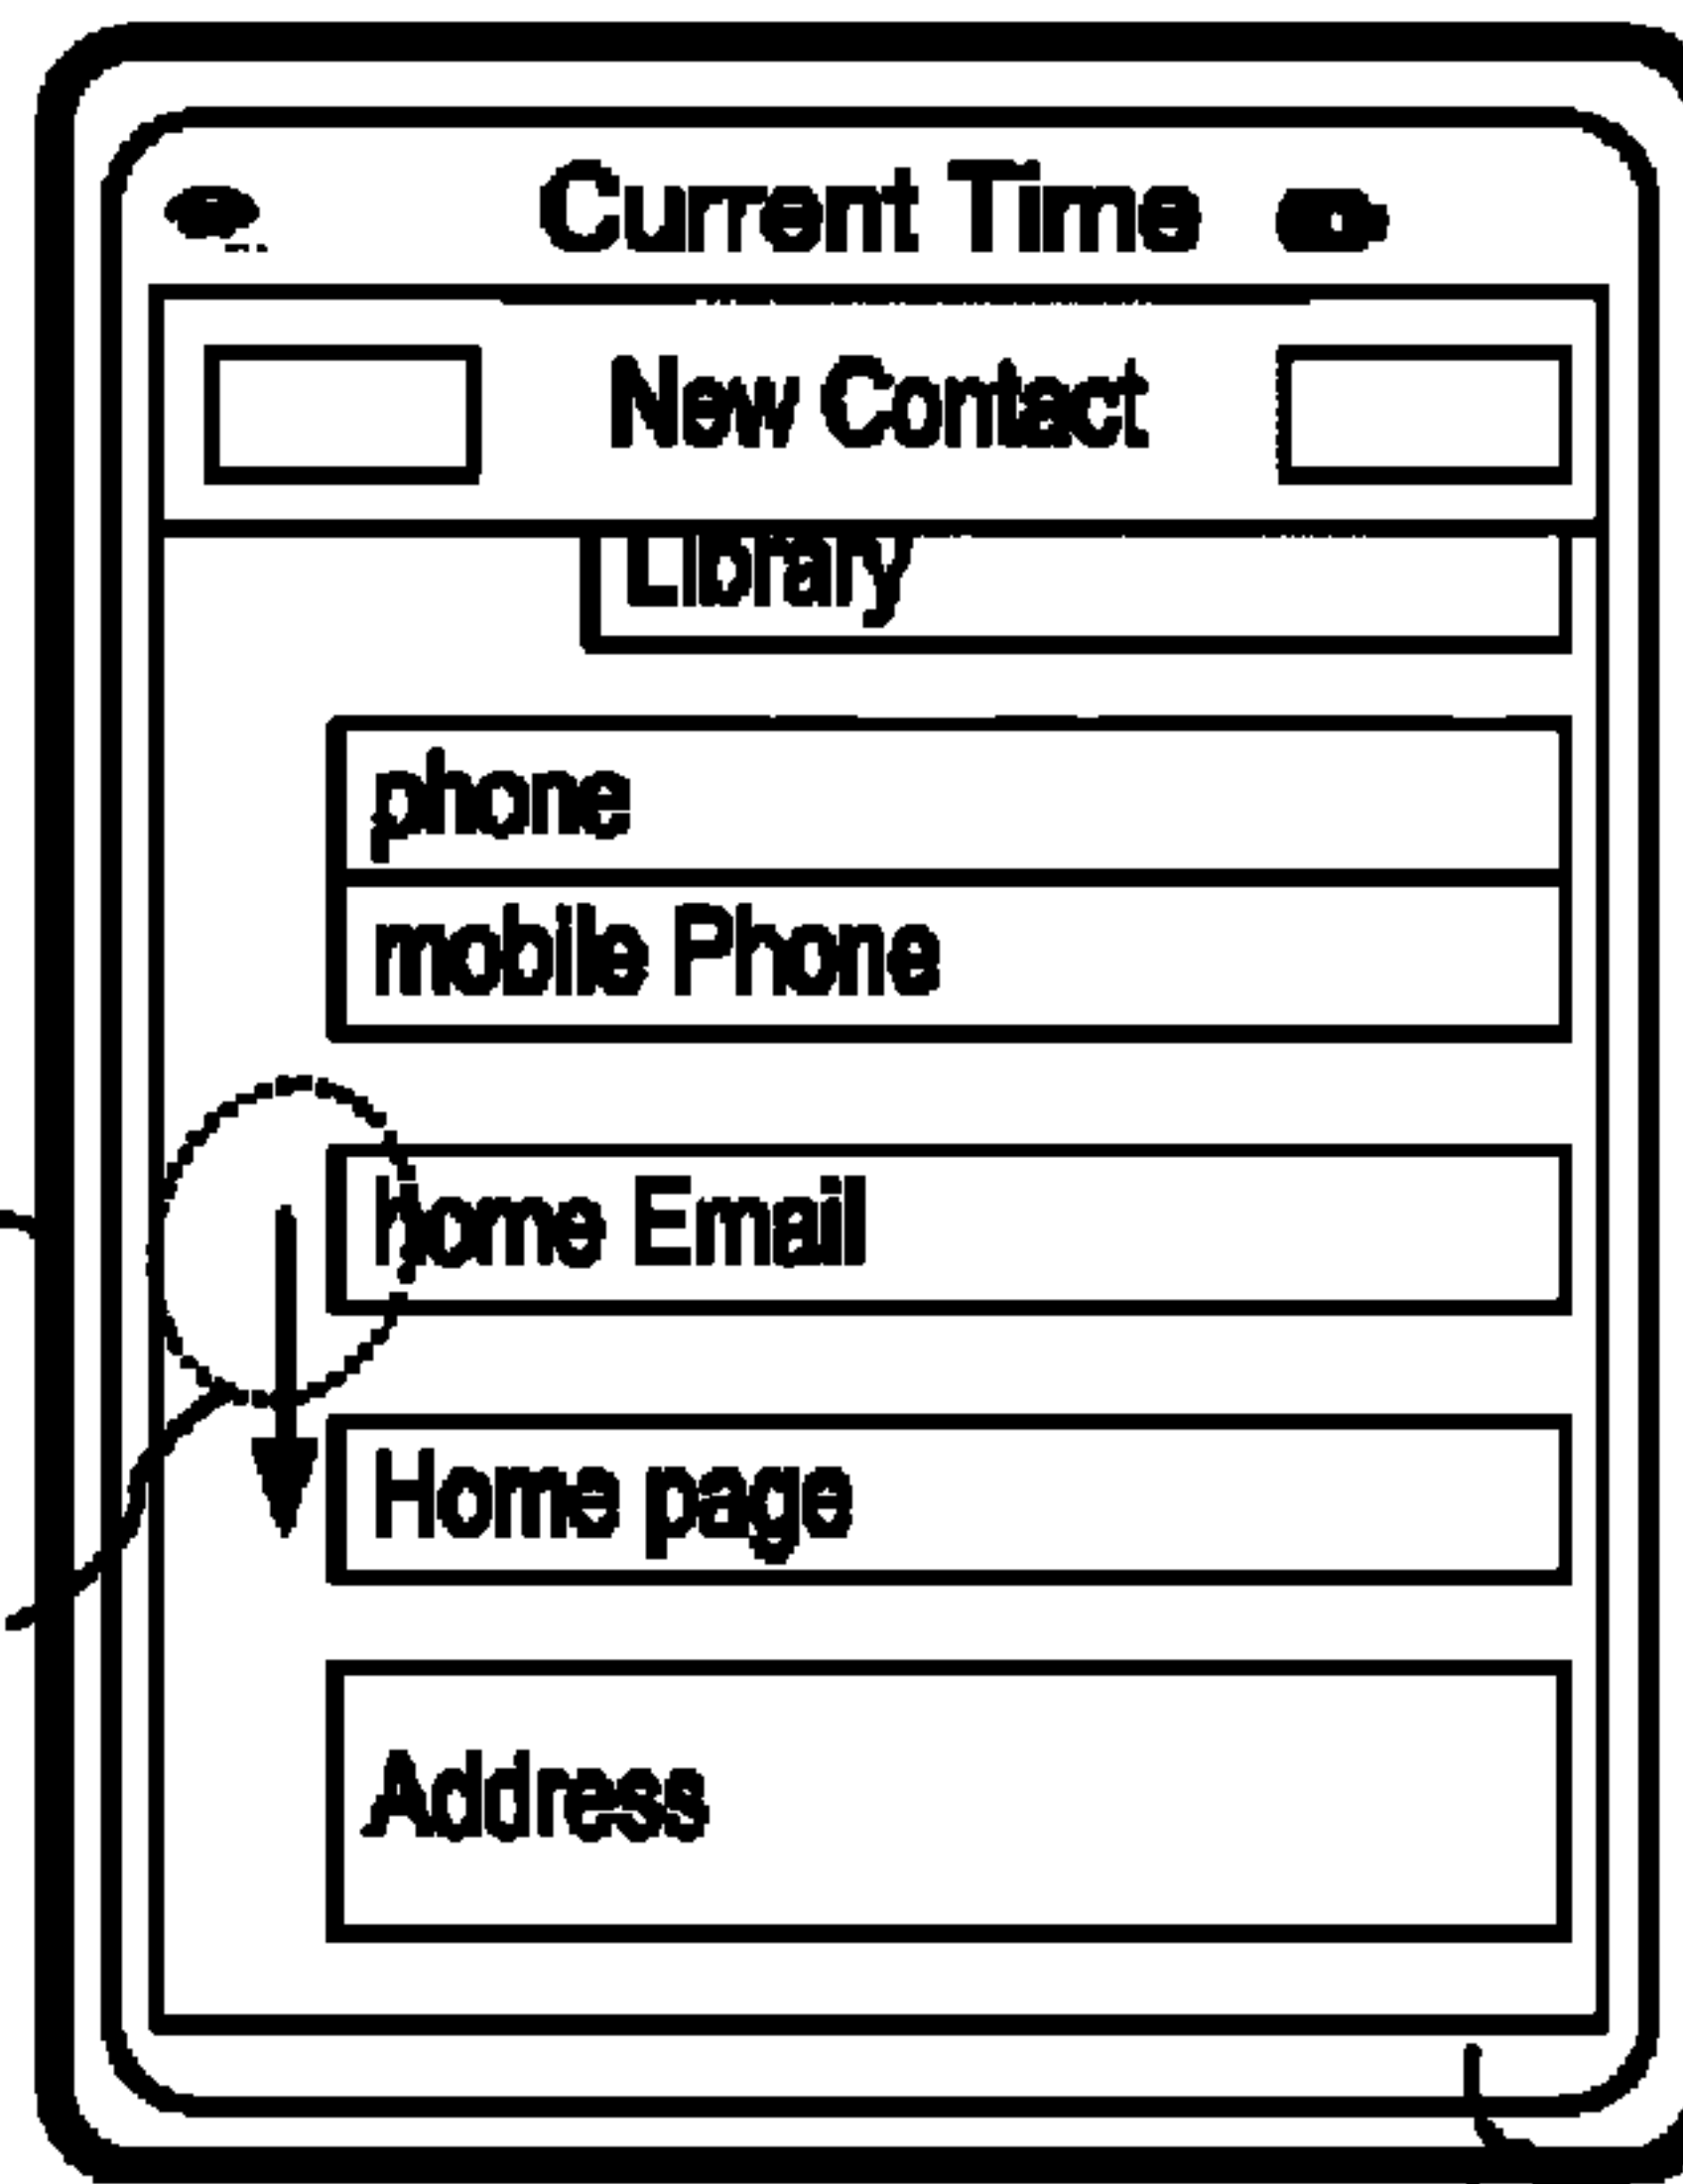 Current Time
New Contact
Library
phone
mobile Phone
home Email
Home page
Address